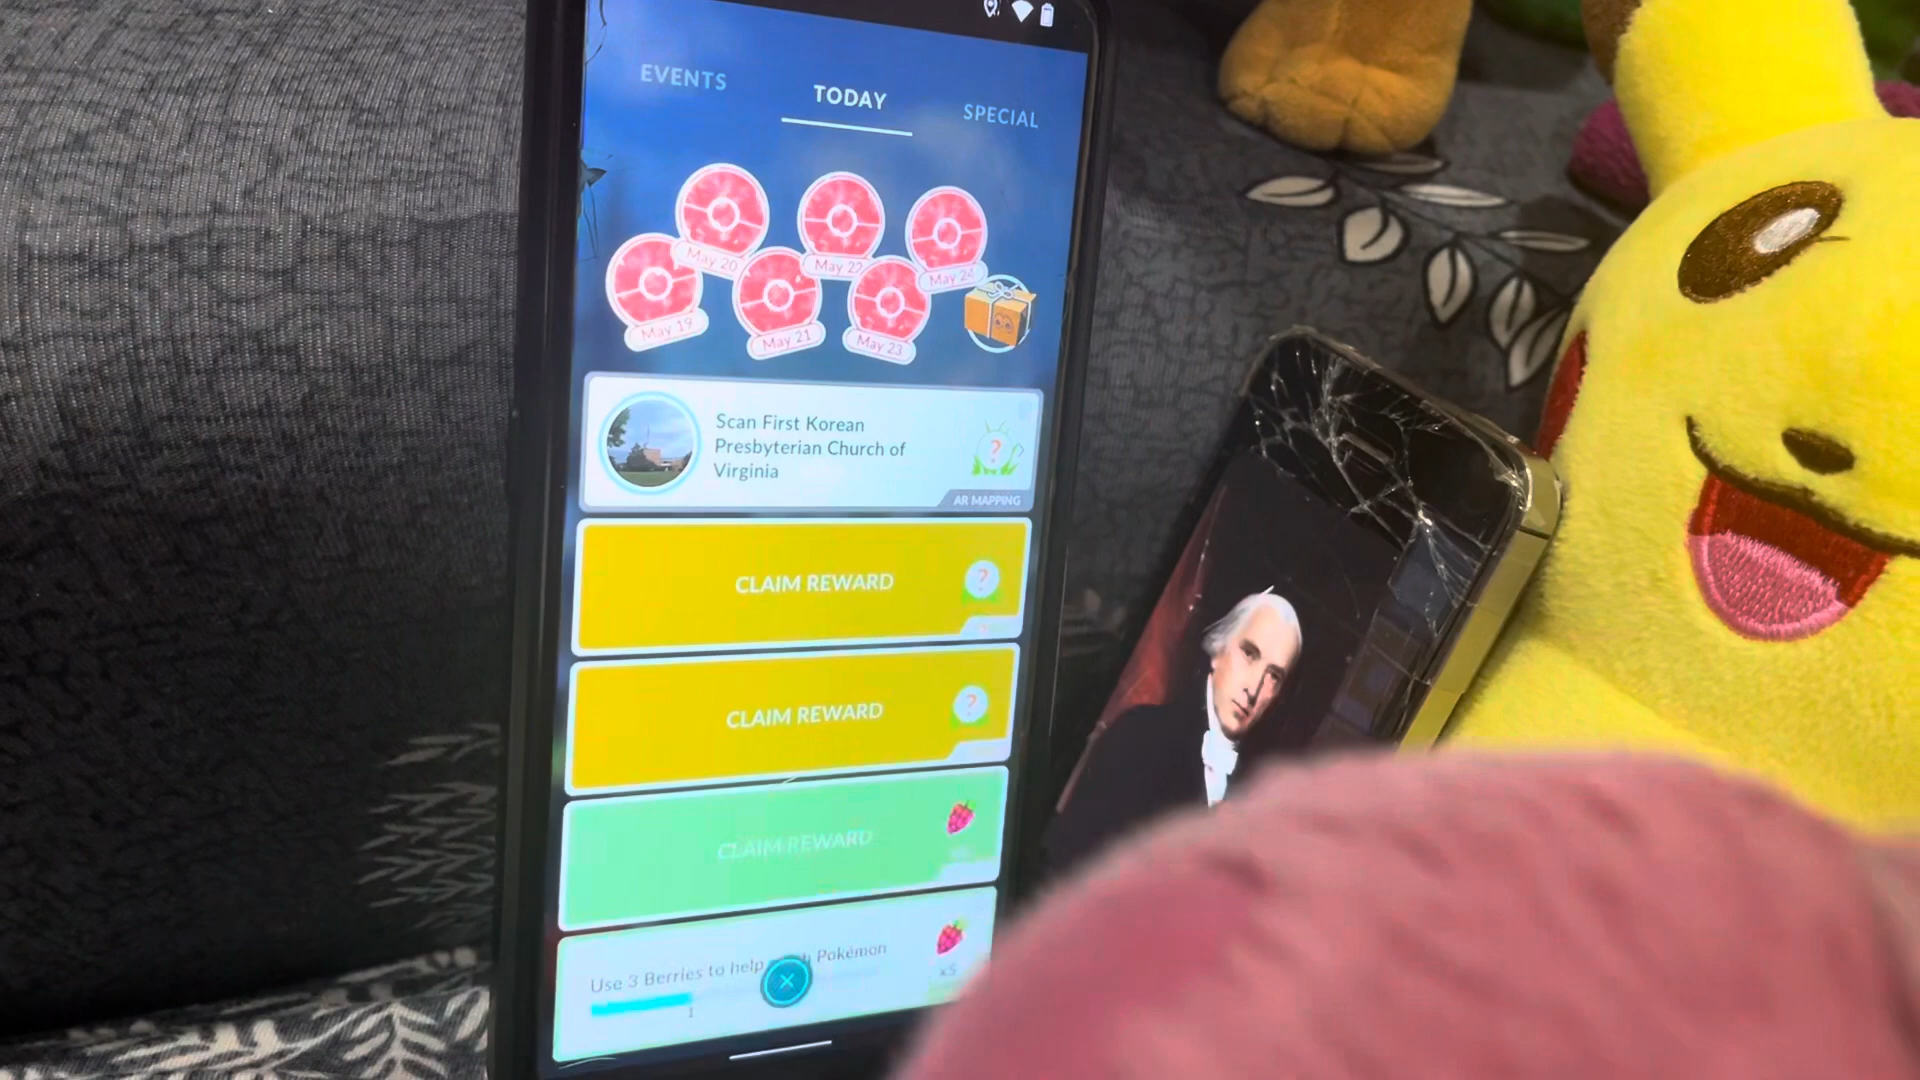 EVENTS
TODAY
SPECIAL
May 20
May 22
May 24
May 19
May 21
May 23
Scan First Korean
Presbyterian Church of
Virginia
AR MAPPING
CLAIM REWARD
?
CLAIM REWARD
?
CLAIM REWARD
Use 3 Berries to help Pokémon
x5
1